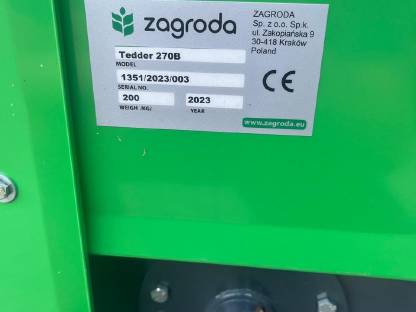 zagroda
ZAGRODA
Sp. z o.o. Sp.k.
ul. Zakopiańska 9
30-418 Kraków
Poland
Tedder 270B
MODEL
1351/2023/003
SERIAL NO.
200 2023
WEIGH /KG/ YEAR
CE
www.zagroda.eu